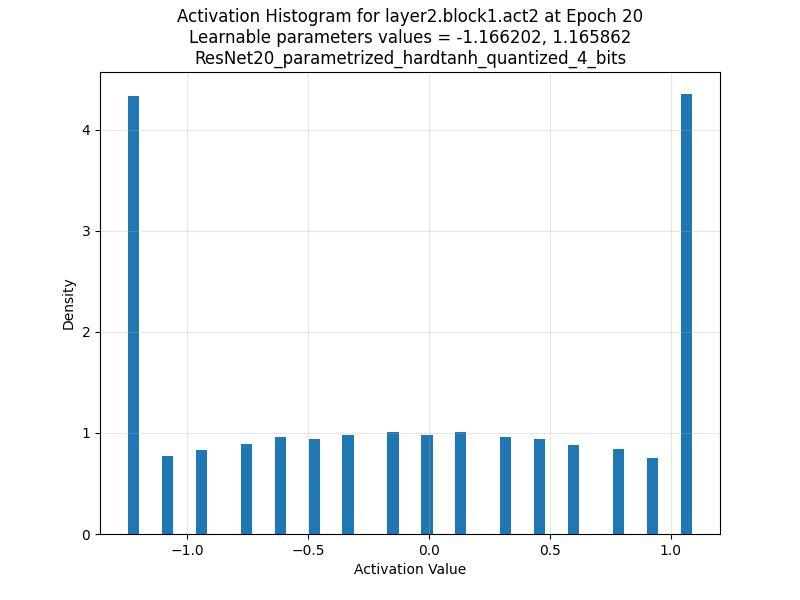 Activation Histogram for layer2.block1.act2 at Epoch 20
Learnable parameters values = -1.166202, 1.165862
ResNet20_parametrized_hardtanh_quantized_4_bits
4
3
2
1
0
Density
−1.0 −0.5 0.0 0.5 1.0
Activation Value